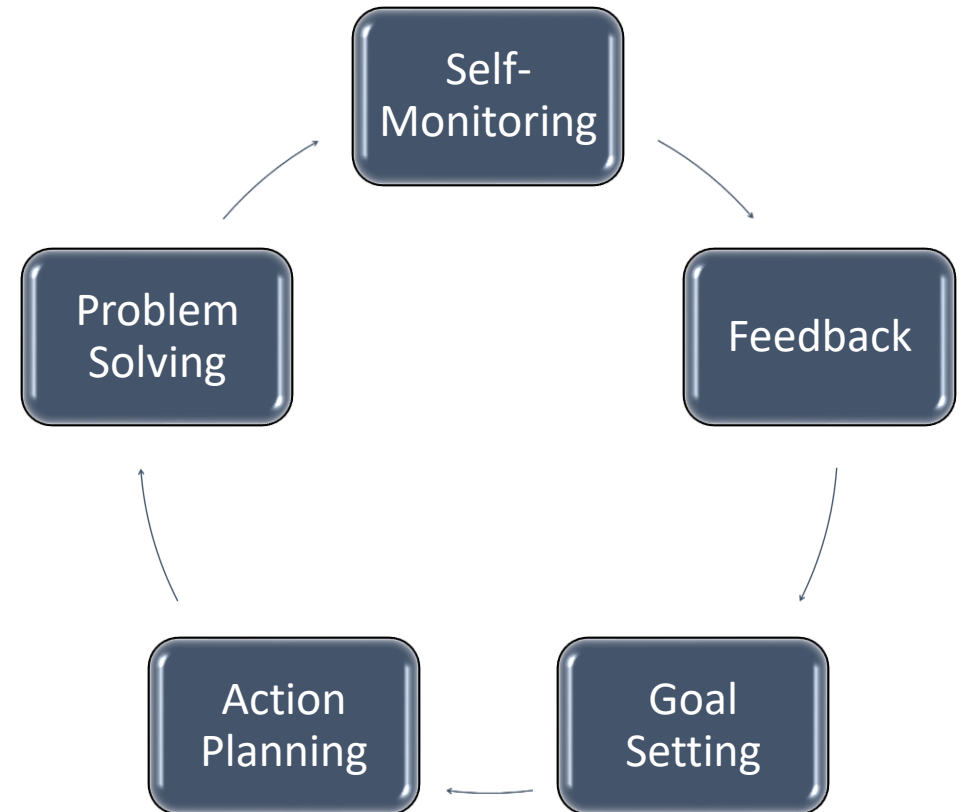 Self-
Monitoring
Feedback
Goal
Setting
Action
Planning
Problem
Solving